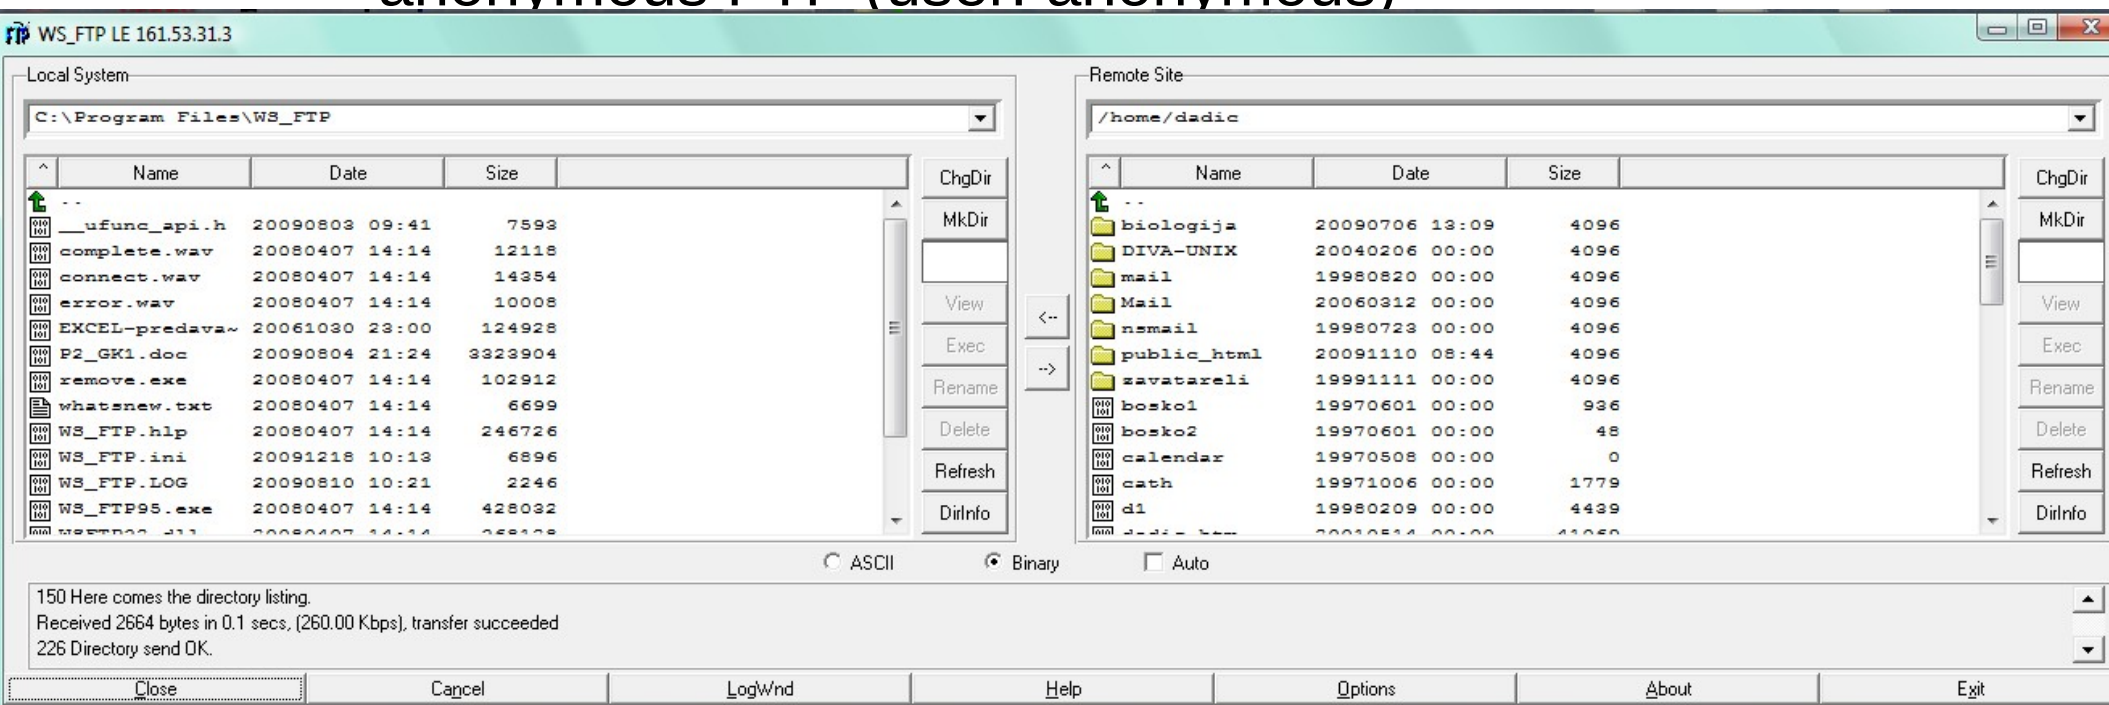 anonymous FTP (user: anonymous)
WS_FTP LE 161.53.31.3
Local System
C:\Program Files\WS_FTP
^ Name Date Size
..
__ufunc_api.h 20090803 09:41 7593
complete.wav 20080407 14:14 12118
connect.wav 20080407 14:14 14354
error.wav 20080407 14:14 10008
EXCEL-predava~ 20061030 23:00 124928
P2_GK1.doc 20090804 21:24 3323904
remove.exe 20080407 14:14 102912
whatsnew.txt 20080407 14:14 6699
WS_FTP.hlp 20080407 14:14 246726
WS_FTP.ini 20091218 10:13 6896
WS_FTP.LOG 20090810 10:21 2246
WS_FTP95.exe 20080407 14:14 428032
ChgDir
MkDir
View
Exec
Rename
Delete
Refresh
DirInfo
<--
-->
Remote Site
/home/dadic
^ Name Date Size
..
biologija 20090706 13:09 4096
DIVA-UNIX 20040206 00:00 4096
mail 19980820 00:00 4096
Mail 20060312 00:00 4096
nsmail 19980723 00:00 4096
public_html 20091110 08:44 4096
zavatareli 19991111 00:00 4096
bosko1 19970601 00:00 936
bosko2 19970601 00:00 48
calendar 19970508 00:00 0
cath 19971006 00:00 1779
d1 19980209 00:00 4439
ChgDir
MkDir
View
Exec
Rename
Delete
Refresh
DirInfo
ASCII Binary Auto
150 Here comes the directory listing.
Received 2664 bytes in 0.1 secs, (260.00 Kbps), transfer succeeded
226 Directory send OK.
Close Cancel LogWnd Help Options About Exit